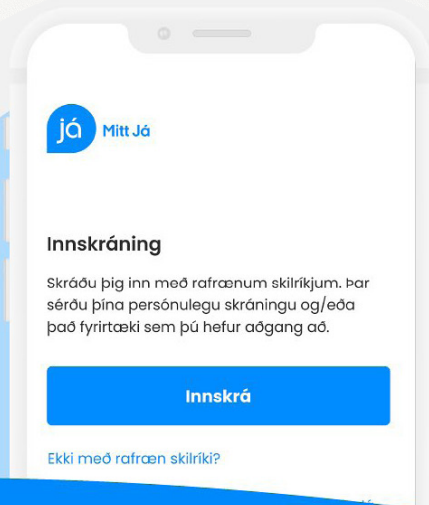 já Mitt Já
Innskráning
Skráðu þig inn með rafrænum skilríkjum. Þar
sérðu þína persónulegu skráningu og/eða
það fyrirtæki sem þú hefur aðgang að.
Innskrá
Ekki með rafræn skilríki?